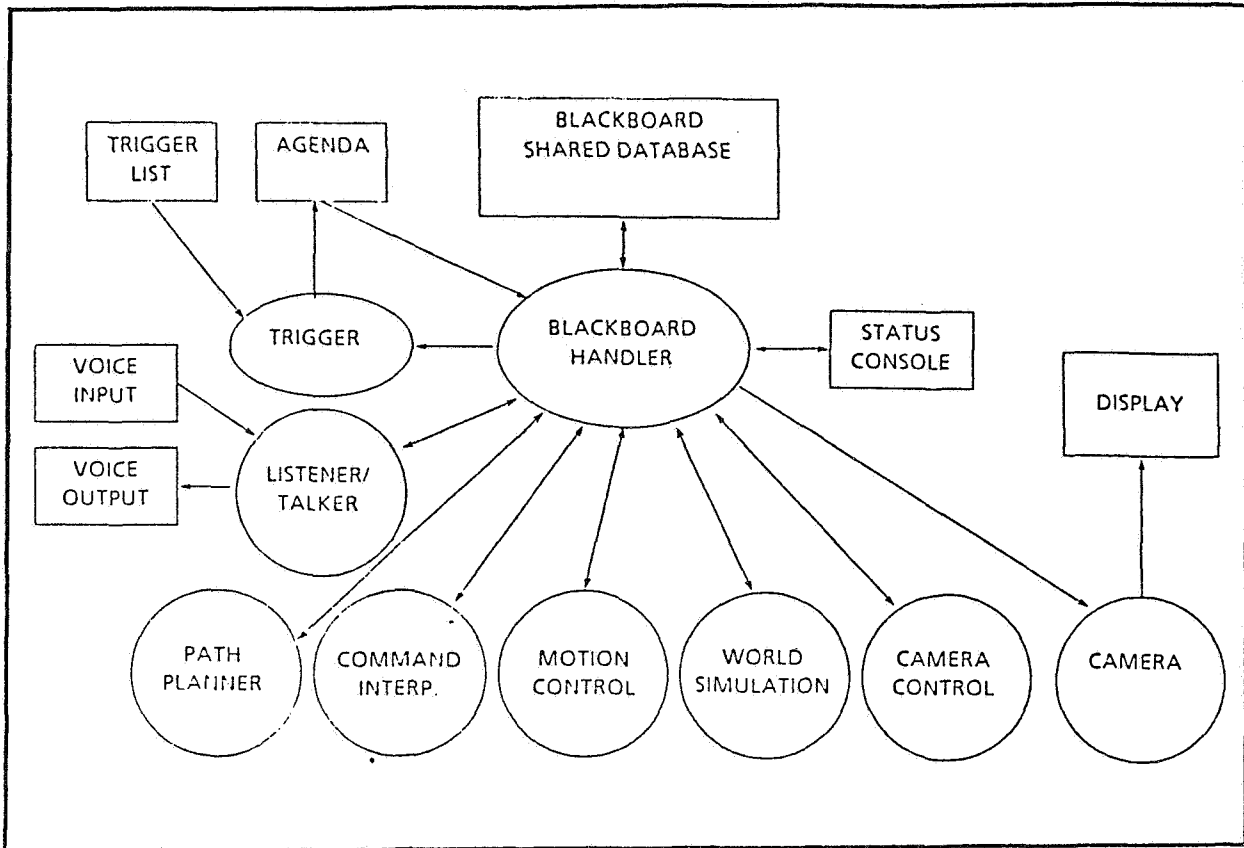 TRIGGER
LIST
AGENDA
BLACKBOARD
SHARED DATABASE
TRIGGER
BLACKBOARD
HANDLER
STATUS
CONSOLE
DISPLAY
VOICE
INPUT
VOICE
OUTPUT
LISTENER/
TALKER
PATH
PLANNER
COMMAND
INTERP.
MOTION
CONTROL
WORLD
SIMULATION
CAMERA
CONTROL
CAMERA